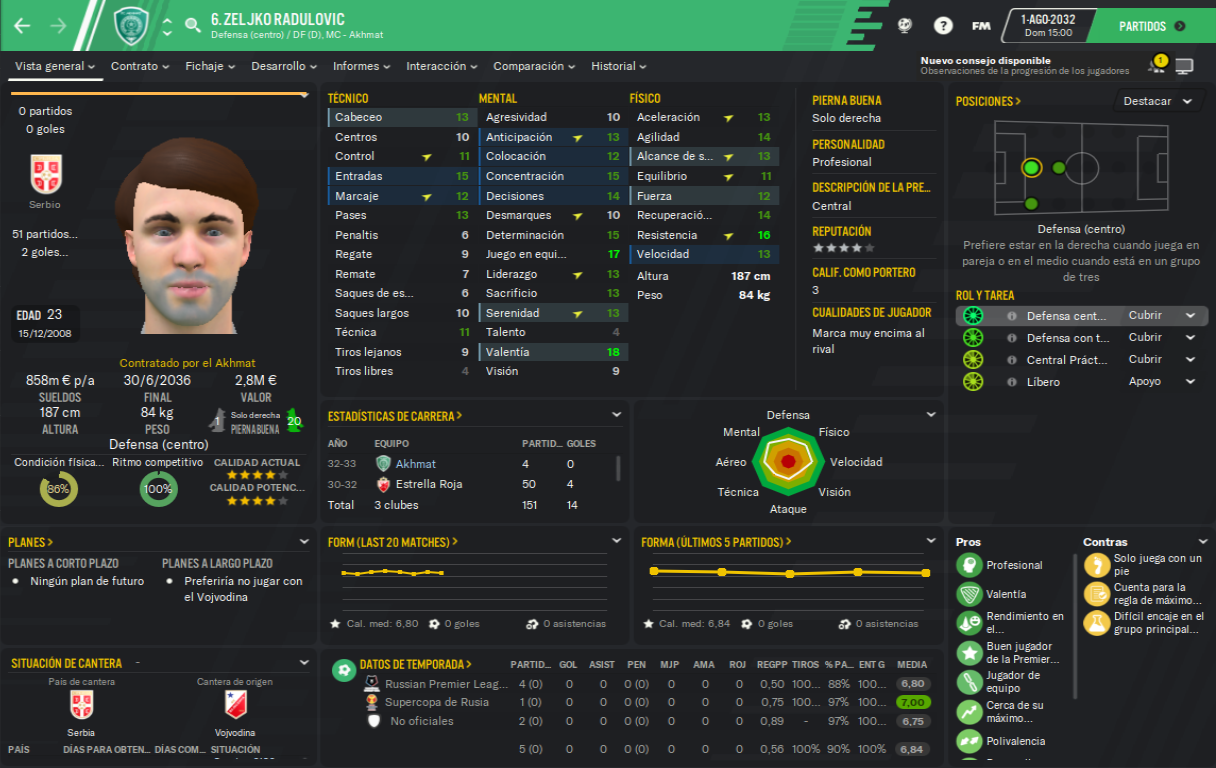 6. ZELJKO RADULOVIC
Defensa (centro) / DF (D), MC - Akhmat
FM
1-AGO-2032
Dom 15:00
PARTIDOS
Vista general
Contrato
Fichaje
Desarrollo
Informes
Interacción
Comparación
Historial
Nuevo consejo disponible
Observaciones de la progresión de los jugadores
1
0 partidos
0 goles
Serbio
51 partidos...
2 goles...
EDAD 23
15/12/2008
Contratado por el Akhmat
858m € p/a
SUELDOS
30/6/2036
FINAL
2,8M €
VALOR
187 cm
ALTURA
84 kg
PESO
1
Solo derecha
PIERNA BUENA
20
Defensa (centro)
Condición física...
86%
Ritmo competitivo
100%
CALIDAD ACTUAL
CALIDAD POTENC...
TÉCNICO
Cabeceo 13
Centros 10
Control 11
Entradas 15
Marcaje 12
Pases 13
Penaltis 6
Regate 9
Remate 7
Saques de es... 6
Saques largos 10
Técnica 11
Tiros lejanos 9
Tiros libres 4
MENTAL
Agresividad 10
Anticipación 13
Colocación 12
Concentración 15
Decisiones 14
Desmarques 10
Determinación 15
Juego en equi... 17
Liderazgo 13
Sacrificio 13
Serenidad 13
Talento 4
Valentía 18
Visión 9
FÍSICO
Aceleración 13
Agilidad 14
Alcance de s... 13
Equilibrio 11
Fuerza 12
Recuperació... 14
Resistencia 16
Velocidad 13
Altura 187 cm
Peso 84 kg
PIERNA BUENA
Solo derecha
PERSONALIDAD
Profesional
DESCRIPCIÓN DE LA PRE...
Central
REPUTACIÓN
CALIF. COMO PORTERO
3
CUALIDADES DE JUGADOR
Marca muy encima al
rival
POSICIONES >
Destacar
Defensa (centro)
Prefiere estar en la derecha cuando juega en
pareja o en el medio cuando está en un grupo
de tres
ROL Y TAREA
Defensa cent... Cubrir
Defensa con t... Cubrir
Central Práct... Cubrir
Líbero Apoyo
ESTADÍSTICAS DE CARRERA >
AÑO EQUIPO PARTID... GOLES
32-33 Akhmat 4 0
30-32 Estrella Roja 50 4
Total 3 clubes 151 14
Defensa
Mental
Físico
Aéreo
Velocidad
Técnica
Visión
Ataque
PLANES >
PLANES A CORTO PLAZO
Ningún plan de futuro
PLANES A LARGO PLAZO
Preferiría no jugar con
el Vojvodina
FORM (LAST 20 MATCHES) >
Cal. med: 6,80 0 goles 0 asistencias
FORMA (ÚLTIMOS 5 PARTIDOS) >
Cal. med: 6,84 0 goles 0 asistencias
Pros
Profesional
Valentía
Rendimiento en
el...
Buen jugador
de la Premier...
Jugador de
equipo
Cerca de su
máximo...
Polivalencia
Contras
Solo juega con un
pie
Cuenta para la
regla de máximo...
Difícil encaje en el
grupo principal...
SITUACIÓN DE CANTERA -
País de cantera
Serbia
Cantera de origen
Vojvodina
PAÍS DÍAS PARA OBTEN... DÍAS COM... SITUACIÓN
DATOS DE TEMPORADA >
PARTID... GOL ASIST PEN MJP AMA ROJ REGPP TIROS % PA... ENT G MEDIA
Russian Premier Leag... 4 (0) 0 0 0 (0) 0 0 0 0,50 100... 88% 100... 6,80
Supercopa de Rusia 1 (0) 0 0 0 (0) 0 0 0 0,75 100... 97% 100... 7,00
No oficiales 2 (0) 0 0 0 (0) 0 0 0 0,89 - 97% 100... 6,75
5 (0) 0 0 0 (0) 0 0 0 0,56 100% 90% 100% 6,84